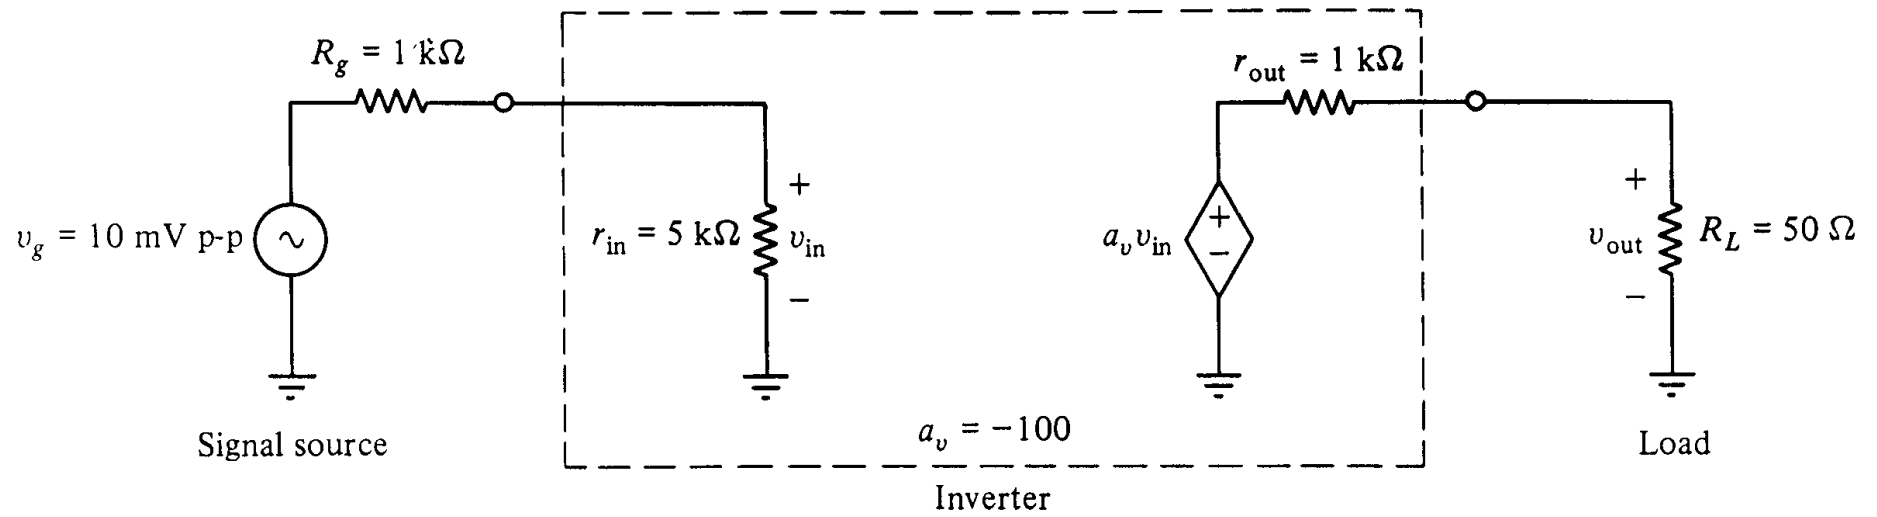 R_g = 1 kΩ
r_out = 1 kΩ
v_g = 10 mV p-p
r_in = 5 kΩ
+
v_in
−
a_v v_in
+
−
+
v_out
−
R_L = 50 Ω
a_v = −100
Signal source
Load
Inverter